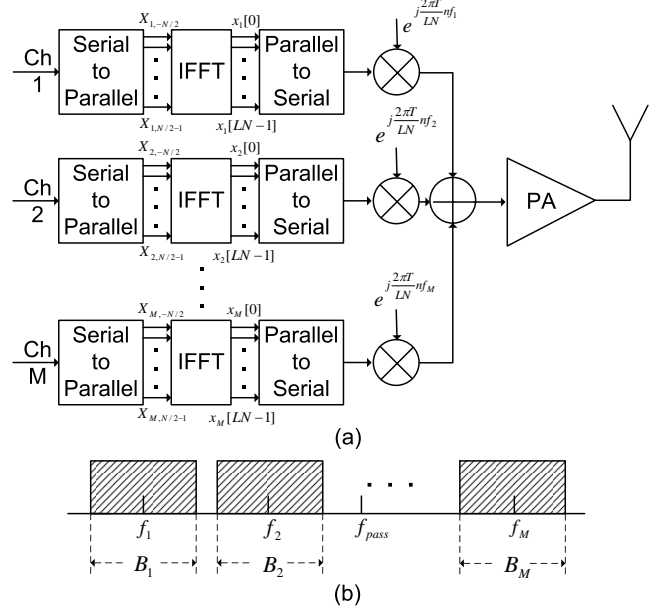 Ch
1
Serial
to
Parallel
X_{1,-N/2}
X_{1,N/2-1}
IFFT
x_1[0]
x_1[LN-1]
Parallel
to
Serial
e^{j\frac{2\pi T}{LN}nf_1}
Ch
2
Serial
to
Parallel
X_{2,-N/2}
X_{2,N/2-1}
IFFT
x_2[0]
x_2[LN-1]
Parallel
to
Serial
e^{j\frac{2\pi T}{LN}nf_2}
PA
Ch
M
Serial
to
Parallel
X_{M,-N/2}
X_{M,N/2-1}
IFFT
x_M[0]
x_M[LN-1]
Parallel
to
Serial
e^{j\frac{2\pi T}{LN}nf_M}
(a)
f_1 f_2 f_{pass} f_M
B_1 B_2 B_M
(b)